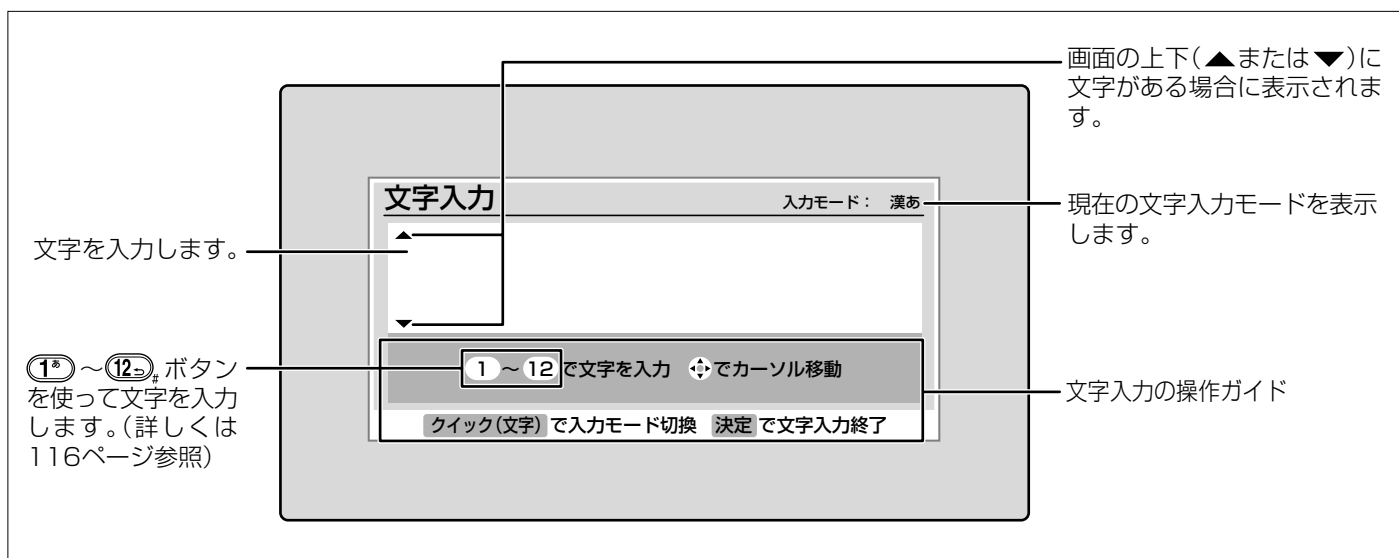 画面の上下(▲または▼)に
文字がある場合に表示されま
す。
文字入力
入力モード： 漢あ
現在の文字入力モードを表示
します。
文字を入力します。
▲
▼
1あ～12り# ボタン
を使って文字を入力
します。(詳しくは
116ページ参照)
1～12で文字を入力 でカーソル移動
文字入力の操作ガイド
クイック(文字)で入力モード切換 決定で文字入力終了